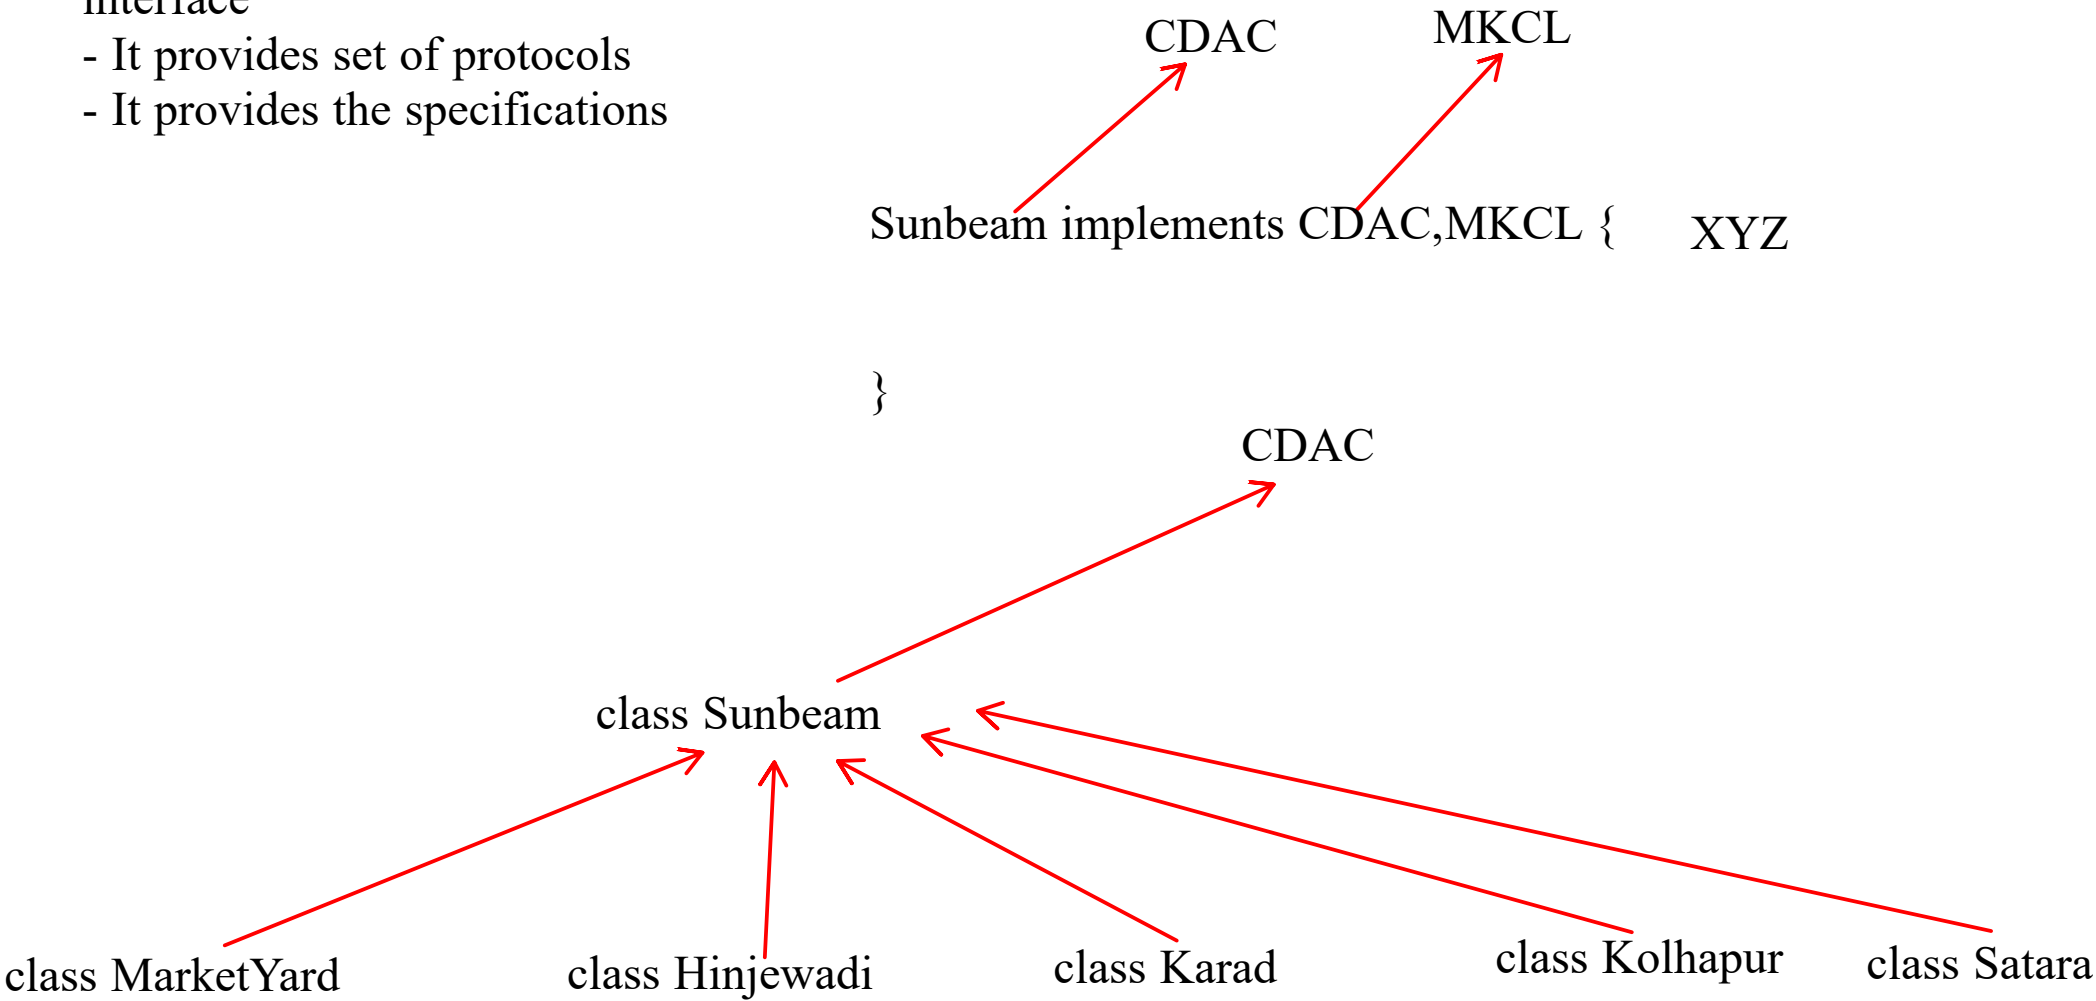 interface
- It provides set of protocols
- It provides the specifications
CDAC
MKCL
Sunbeam implements CDAC,MKCL {
XYZ
}
CDAC
class Sunbeam
class MarketYard
class Hinjewadi
class Karad
class Kolhapur
class Satara